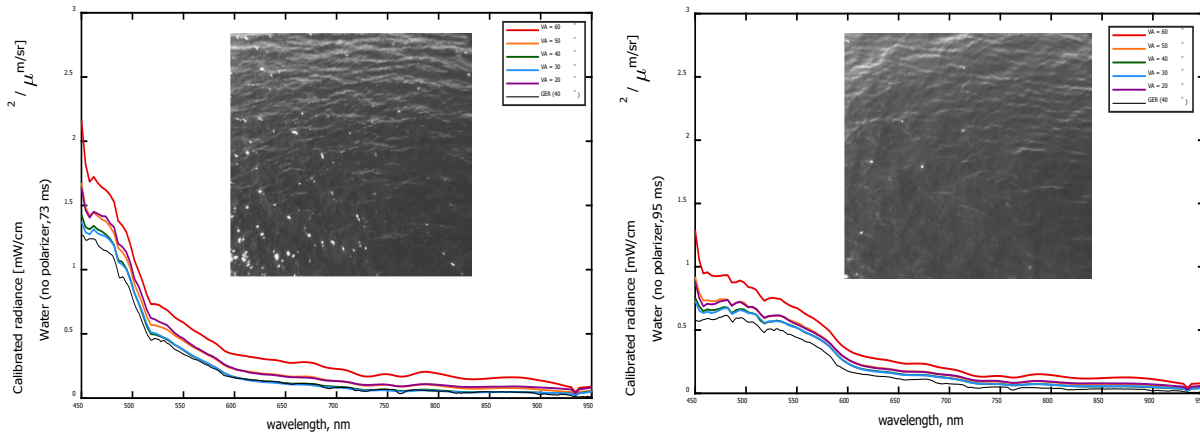 3
2.5
2
1.5
1
0.5
0
450 500 550 600 650 700 750 800 850 900 950
wavelength, nm
Calibrated radiance [mW/cm 2 / μ m/sr]
Water (no polarizer,73 ms)
VA = 60 °
VA = 50 °
VA = 40 °
VA = 30 °
VA = 20 °
GER (40 °)
3
2.5
2
1.5
1
0.5
0
450 500 550 600 650 700 750 800 850 900 950
wavelength, nm
Calibrated radiance [mW/cm 2 / μ m/sr]
Water (no polarizer,95 ms)
VA = 60 °
VA = 50 °
VA = 40 °
VA = 30 °
VA = 20 °
GER (40 °)